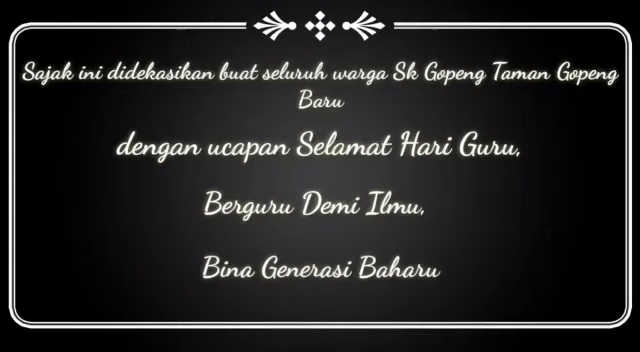 Sajak ini didekasikan buat seluruh warga Sk Gopeng Taman Gopeng
Baru
dengan ucapan Selamat Hari Guru,
Berguru Demi Ilmu,
Bina Generasi Baharu